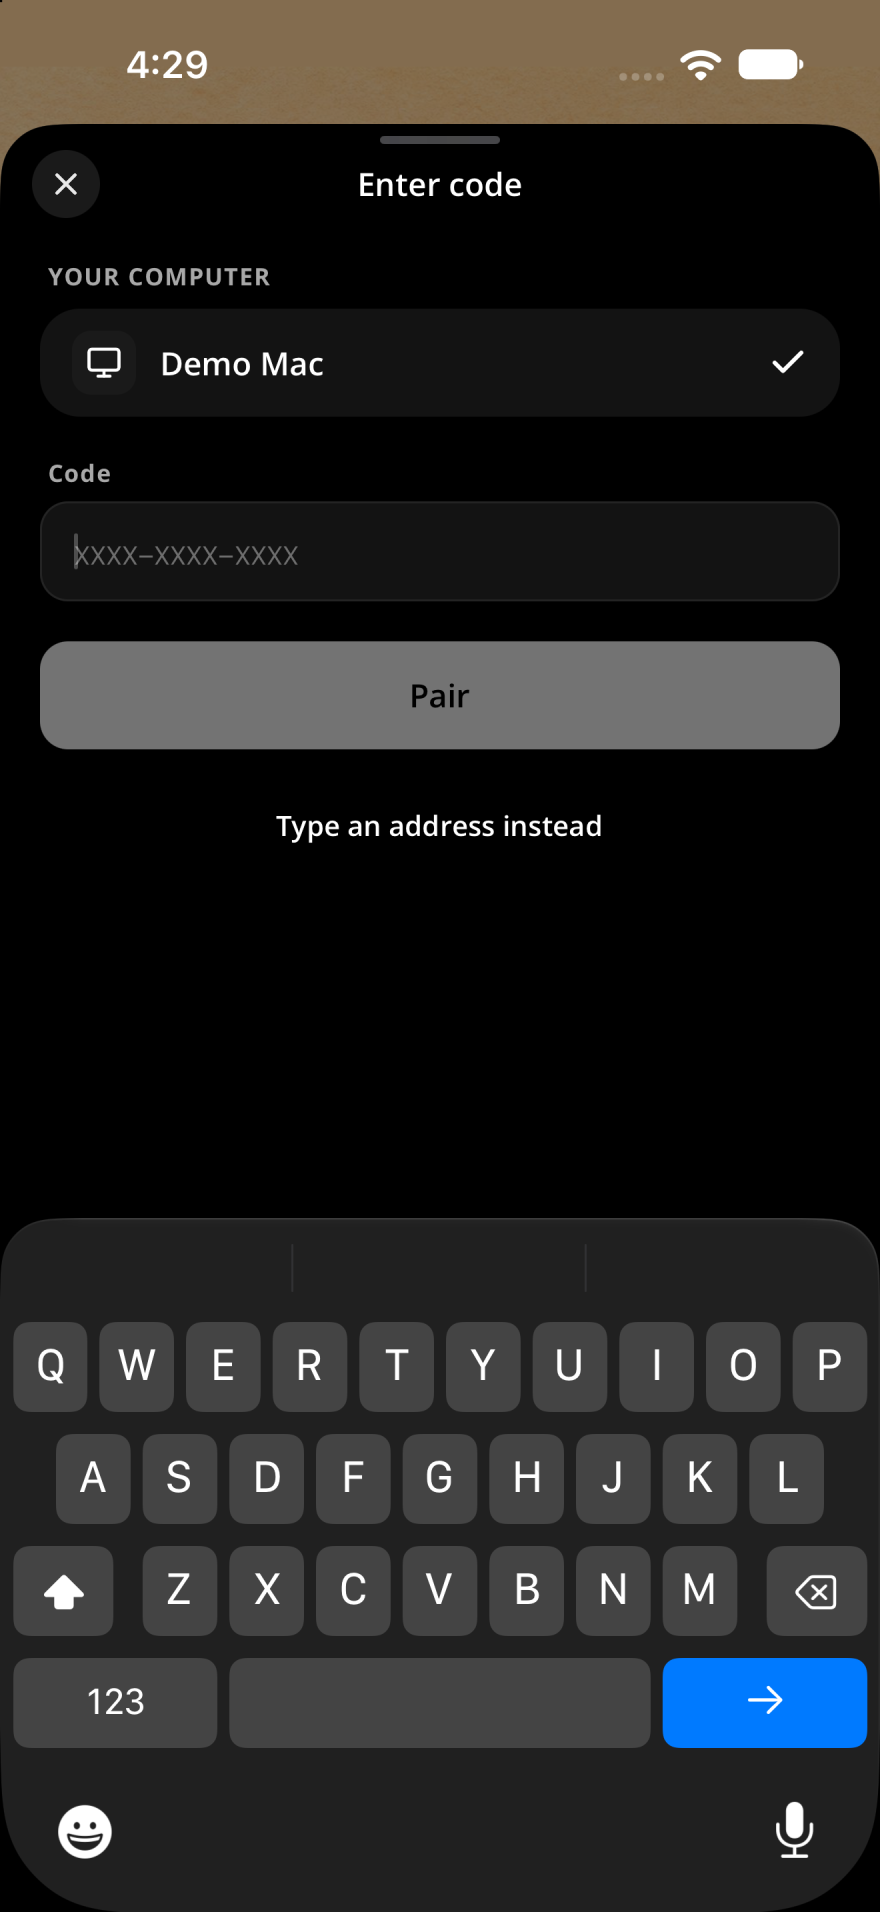 4:29
Enter code
YOUR COMPUTER
Demo Mac
Code
XXXX–XXXX–XXXX
Pair
Type an address instead
Q W E R T Y U I O P
A S D F G H J K L
Z X C V B N M
123